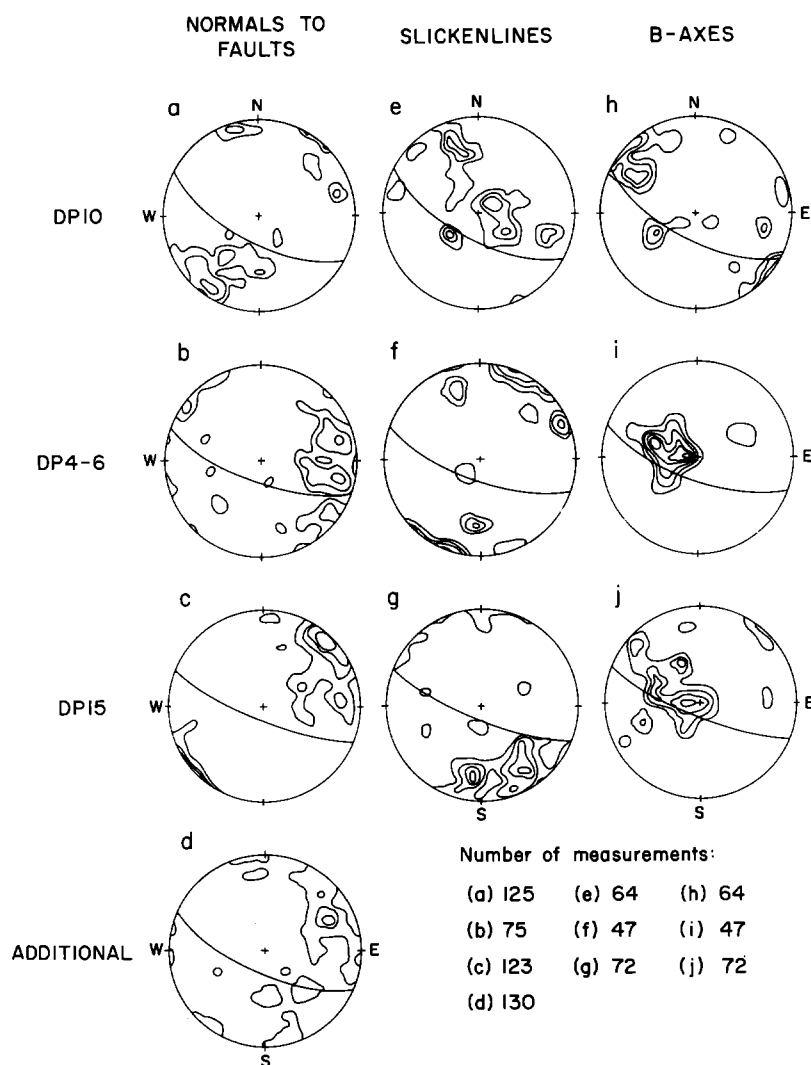 NORMALS TO
FAULTS
SLICKENLINES
B-AXES
a
N
e
N
h
DP10
W
E
b
f
i
DP4-6
W
E
c
g
j
DP15
W
E
S
S
d
ADDITIONAL
W
E
S
Number of measurements:
(a) 125 (e) 64 (h) 64
(b) 75 (f) 47 (i) 47
(c) 123 (g) 72 (j) 72
(d) 130